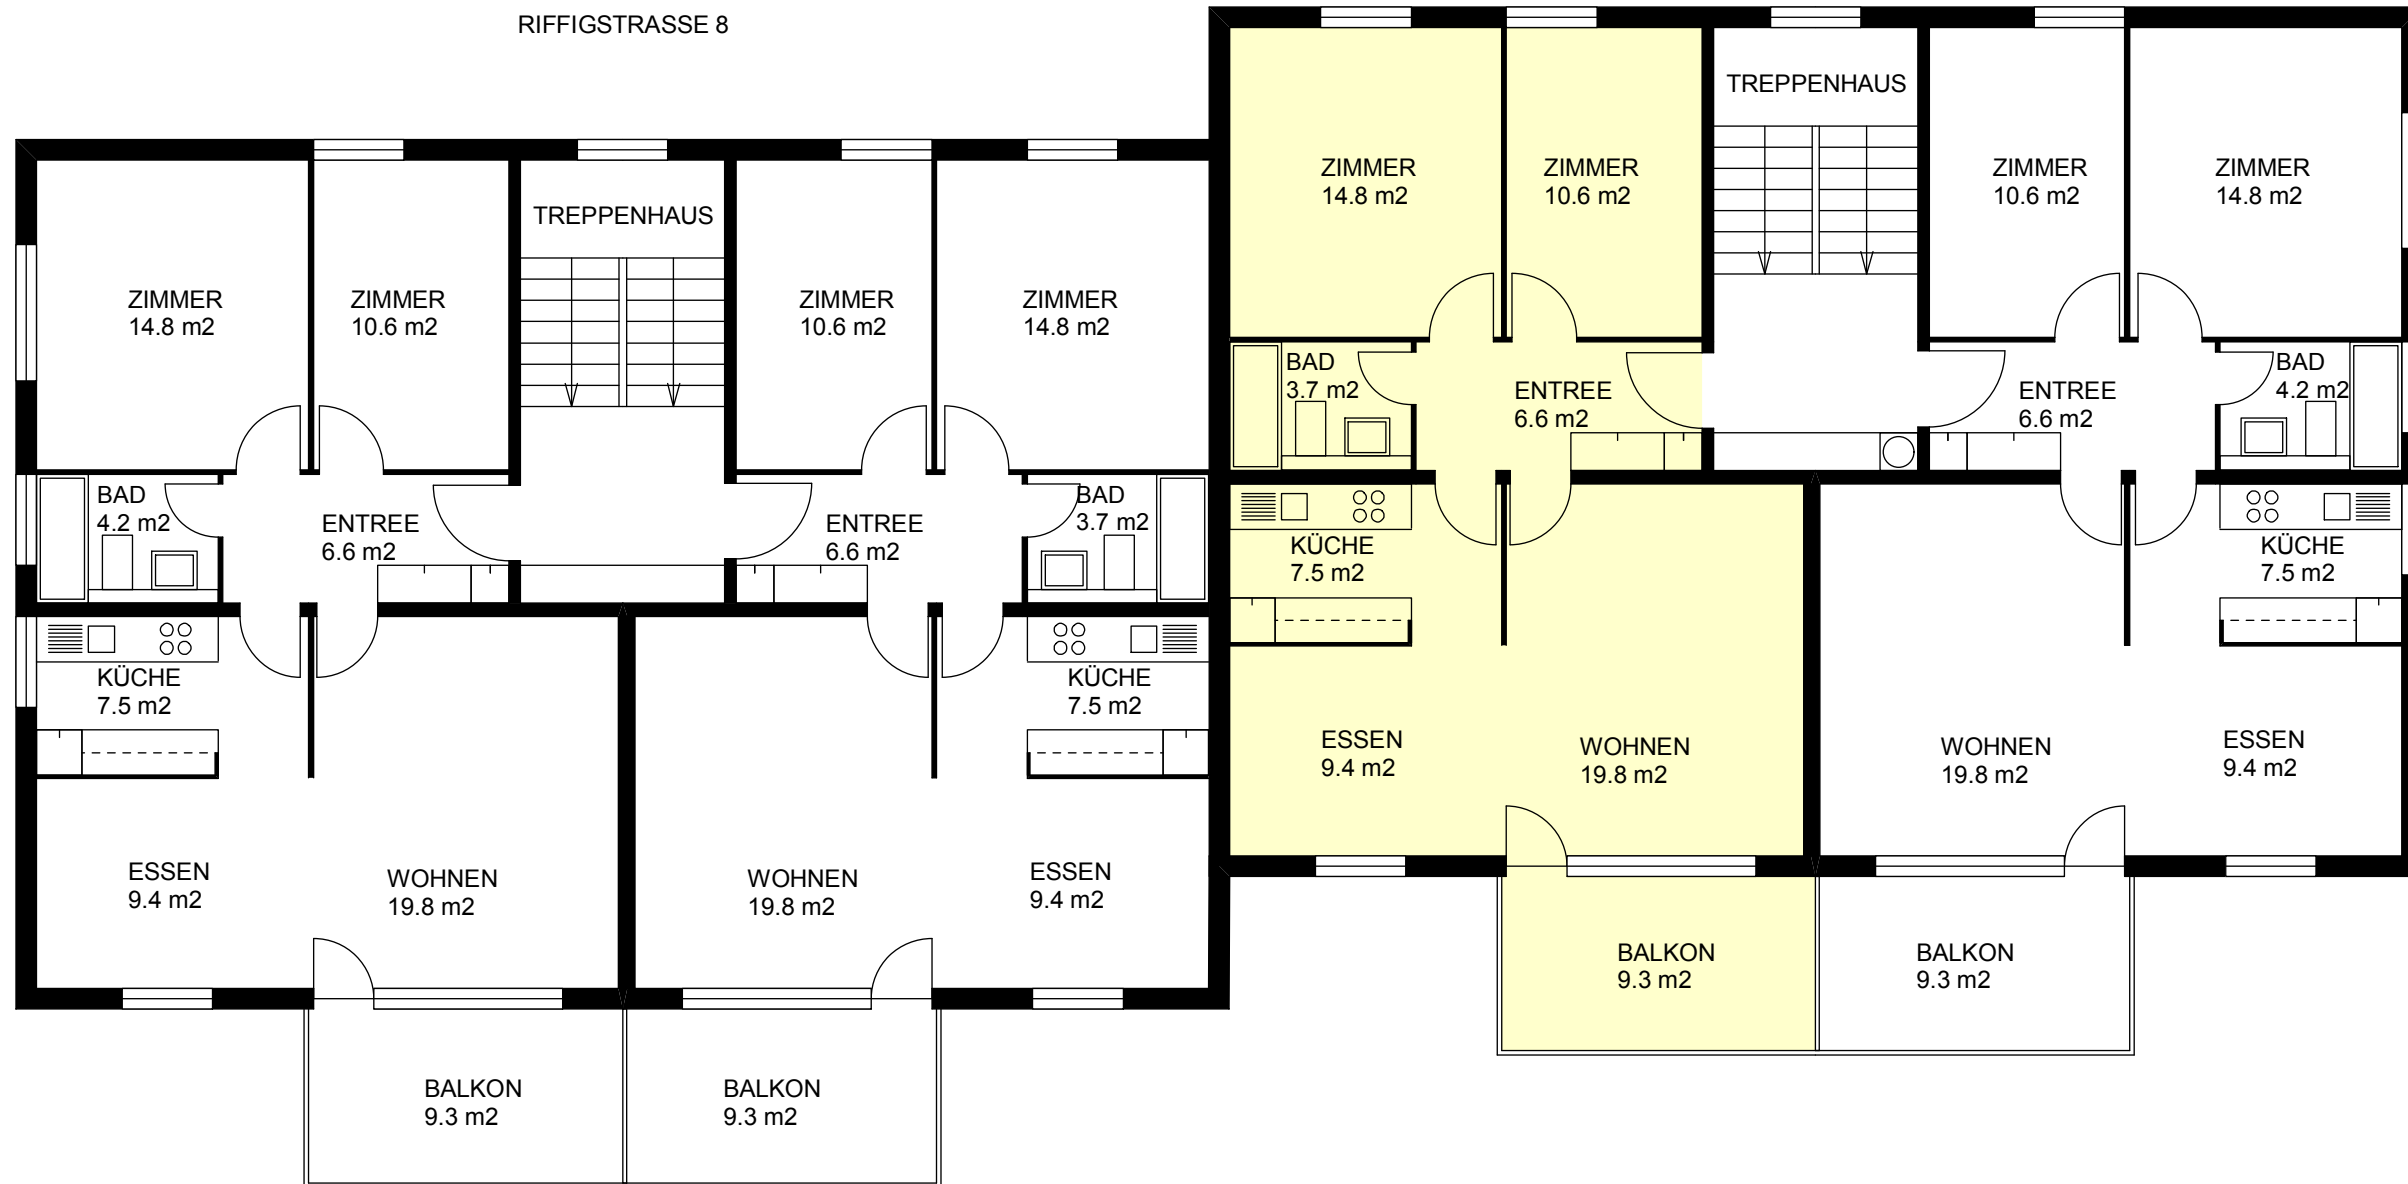 RIFFIGSTRASSE 8
TREPPENHAUS
ZIMMER
14.8 m2
ZIMMER
10.6 m2
ZIMMER
10.6 m2
ZIMMER
14.8 m2
TREPPENHAUS
ZIMMER
14.8 m2
ZIMMER
10.6 m2
ZIMMER
10.6 m2
ZIMMER
14.8 m2
BAD
3.7 m2
ENTREE
6.6 m2
ENTREE
6.6 m2
BAD
4.2 m2
BAD
4.2 m2
ENTREE
6.6 m2
ENTREE
6.6 m2
BAD
3.7 m2
KÜCHE
7.5 m2
KÜCHE
7.5 m2
KÜCHE
7.5 m2
KÜCHE
7.5 m2
ESSEN
9.4 m2
WOHNEN
19.8 m2
WOHNEN
19.8 m2
ESSEN
9.4 m2
ESSEN
9.4 m2
WOHNEN
19.8 m2
WOHNEN
19.8 m2
ESSEN
9.4 m2
BALKON
9.3 m2
BALKON
9.3 m2
BALKON
9.3 m2
BALKON
9.3 m2